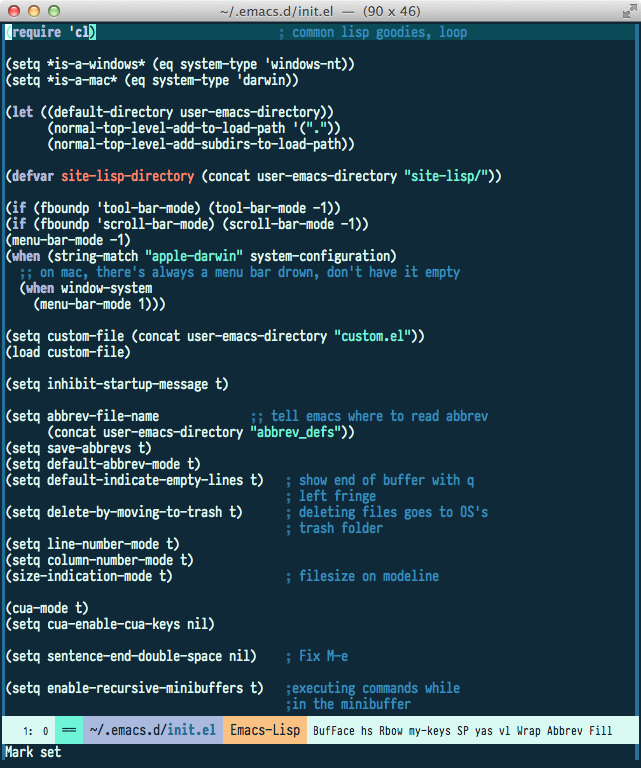 ~/.emacs.d/init.el — (90 x 46)
(require 'cl) ; common lisp goodies, loop
(setq *is-a-windows* (eq system-type 'windows-nt))
(setq *is-a-mac* (eq system-type 'darwin))
(let ((default-directory user-emacs-directory))
(normal-top-level-add-to-load-path '("."))
(normal-top-level-add-subdirs-to-load-path))
(defvar site-lisp-directory (concat user-emacs-directory "site-lisp/"))
(if (fboundp 'tool-bar-mode) (tool-bar-mode -1))
(if (fboundp 'scroll-bar-mode) (scroll-bar-mode -1))
(menu-bar-mode -1)
(when (string-match "apple-darwin" system-configuration)
;; on mac, there's always a menu bar drown, don't have it empty
(when window-system
(menu-bar-mode 1)))
(setq custom-file (concat user-emacs-directory "custom.el"))
(load custom-file)
(setq inhibit-startup-message t)
(setq abbrev-file-name ;; tell emacs where to read abbrev
(concat user-emacs-directory "abbrev_defs"))
(setq save-abbrevs t)
(setq default-abbrev-mode t)
(setq default-indicate-empty-lines t) ; show end of buffer with q
; left fringe
(setq delete-by-moving-to-trash t) ; deleting files goes to OS's
; trash folder
(setq line-number-mode t)
(setq column-number-mode t)
(size-indication-mode t) ; filesize on modeline
(cua-mode t)
(setq cua-enable-cua-keys nil)
(setq sentence-end-double-space nil) ; Fix M-e
(setq enable-recursive-minibuffers t) ;executing commands while
;in the minibuffer
1: 0 == ~/.emacs.d/init.el Emacs-Lisp BufFace hs Rbow my-keys SP yas vl Wrap Abbrev Fill
Mark set